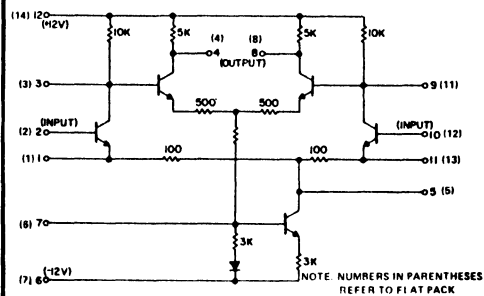 (14) 12 (+12V)
10K
5K
(4) 4
(8) 8
(OUTPUT)
5K
10K
(3) 3
9 (11)
500
500
(INPUT)
(2) 2
(INPUT)
10 (12)
(1) 1
100
100
11 (13)
5 (5)
(6) 7
3K
3K
(-12V)
(7) 6
NOTE. NUMBERS IN PARENTHESES
REFER TO FLAT PACK